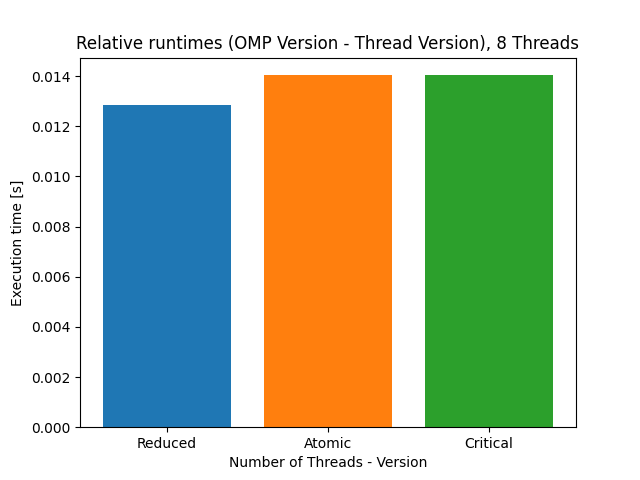 Relative runtimes (OMP Version - Thread Version), 8 Threads
Execution time [s]
0.014
0.012
0.010
0.008
0.006
0.004
0.002
0.000
Reduced Atomic Critical
Number of Threads - Version